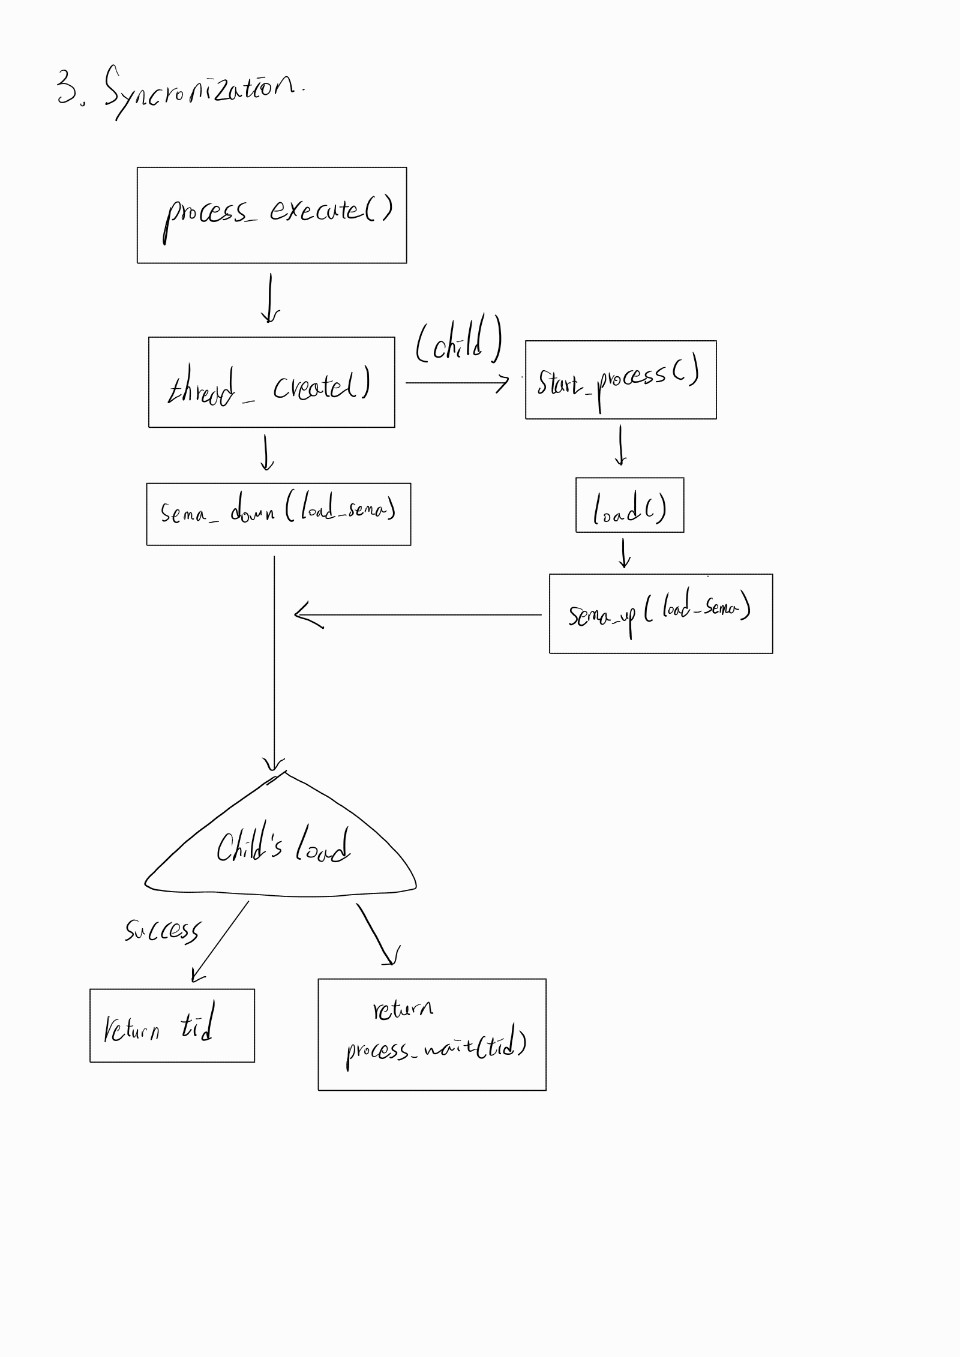 3. Syncronization.
process_execute()
thread_create()
(child)
start_process()
sema_down(load_sema)
load()
sema_up(load_sema)
Child's load
success
return tid
return
process_wait(tid)